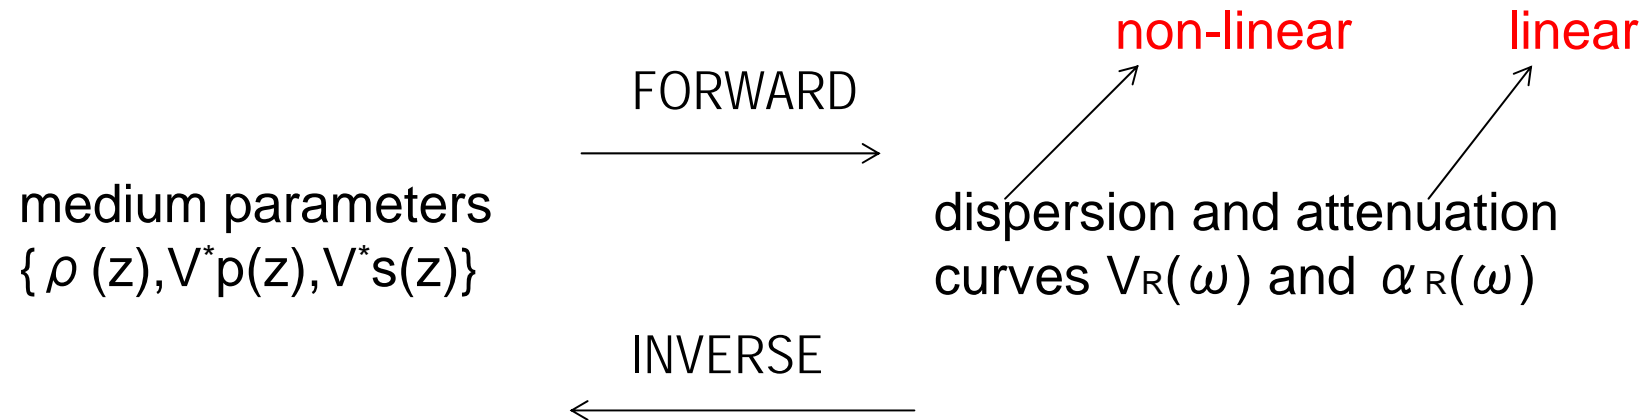 non-linear linear
FORWARD
medium parameters
{ρ(z),V*p(z),V*s(z)}
dispersion and attenuation
curves VR(ω) and αR(ω)
INVERSE